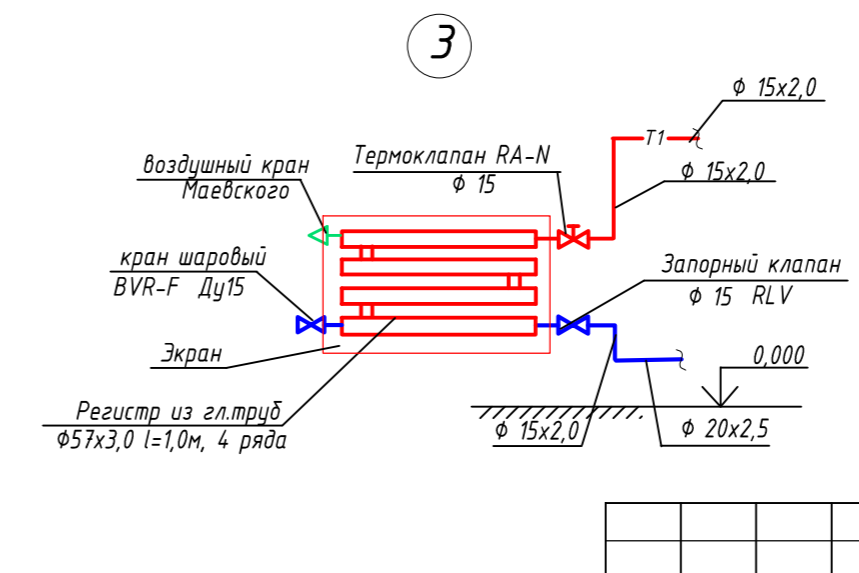 3
ϕ 15х2,0
Т1
воздушный кран
Маевского
Термоклапан RA-N
ϕ 15
ϕ 15х2,0
кран шаровый
BVR-F Ду15
Запорный клапан
ϕ 15 RLV
Экран
0,000
Регистр из гл.труб
ϕ57х3,0 l=1,0м, 4 ряда
ϕ 15х2,0
ϕ 20х2,5